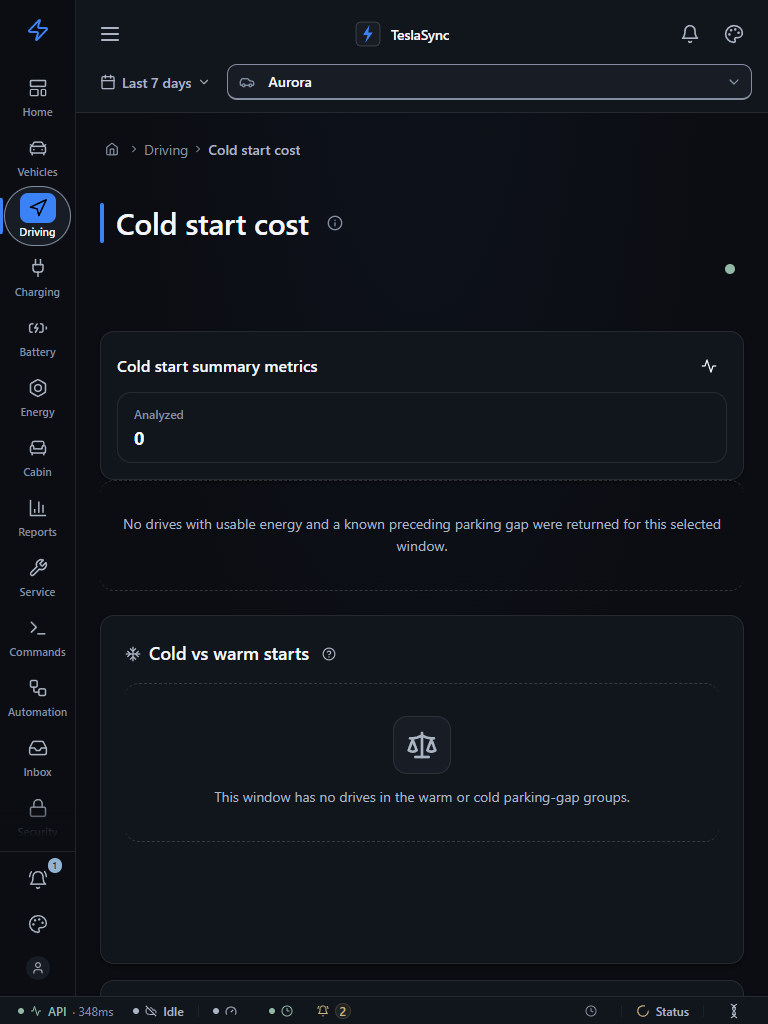 TeslaSync
Last 7 days
Aurora
Home
Vehicles
Driving
Charging
Battery
Energy
Cabin
Reports
Service
Commands
Automation
Inbox
Security
1
Driving
Cold start cost
Cold start cost
Cold start summary metrics
Analyzed
0
No drives with usable energy and a known preceding parking gap were returned for this selected
window.
Cold vs warm starts
This window has no drives in the warm or cold parking-gap groups.
API · 348ms
Idle
2
Status